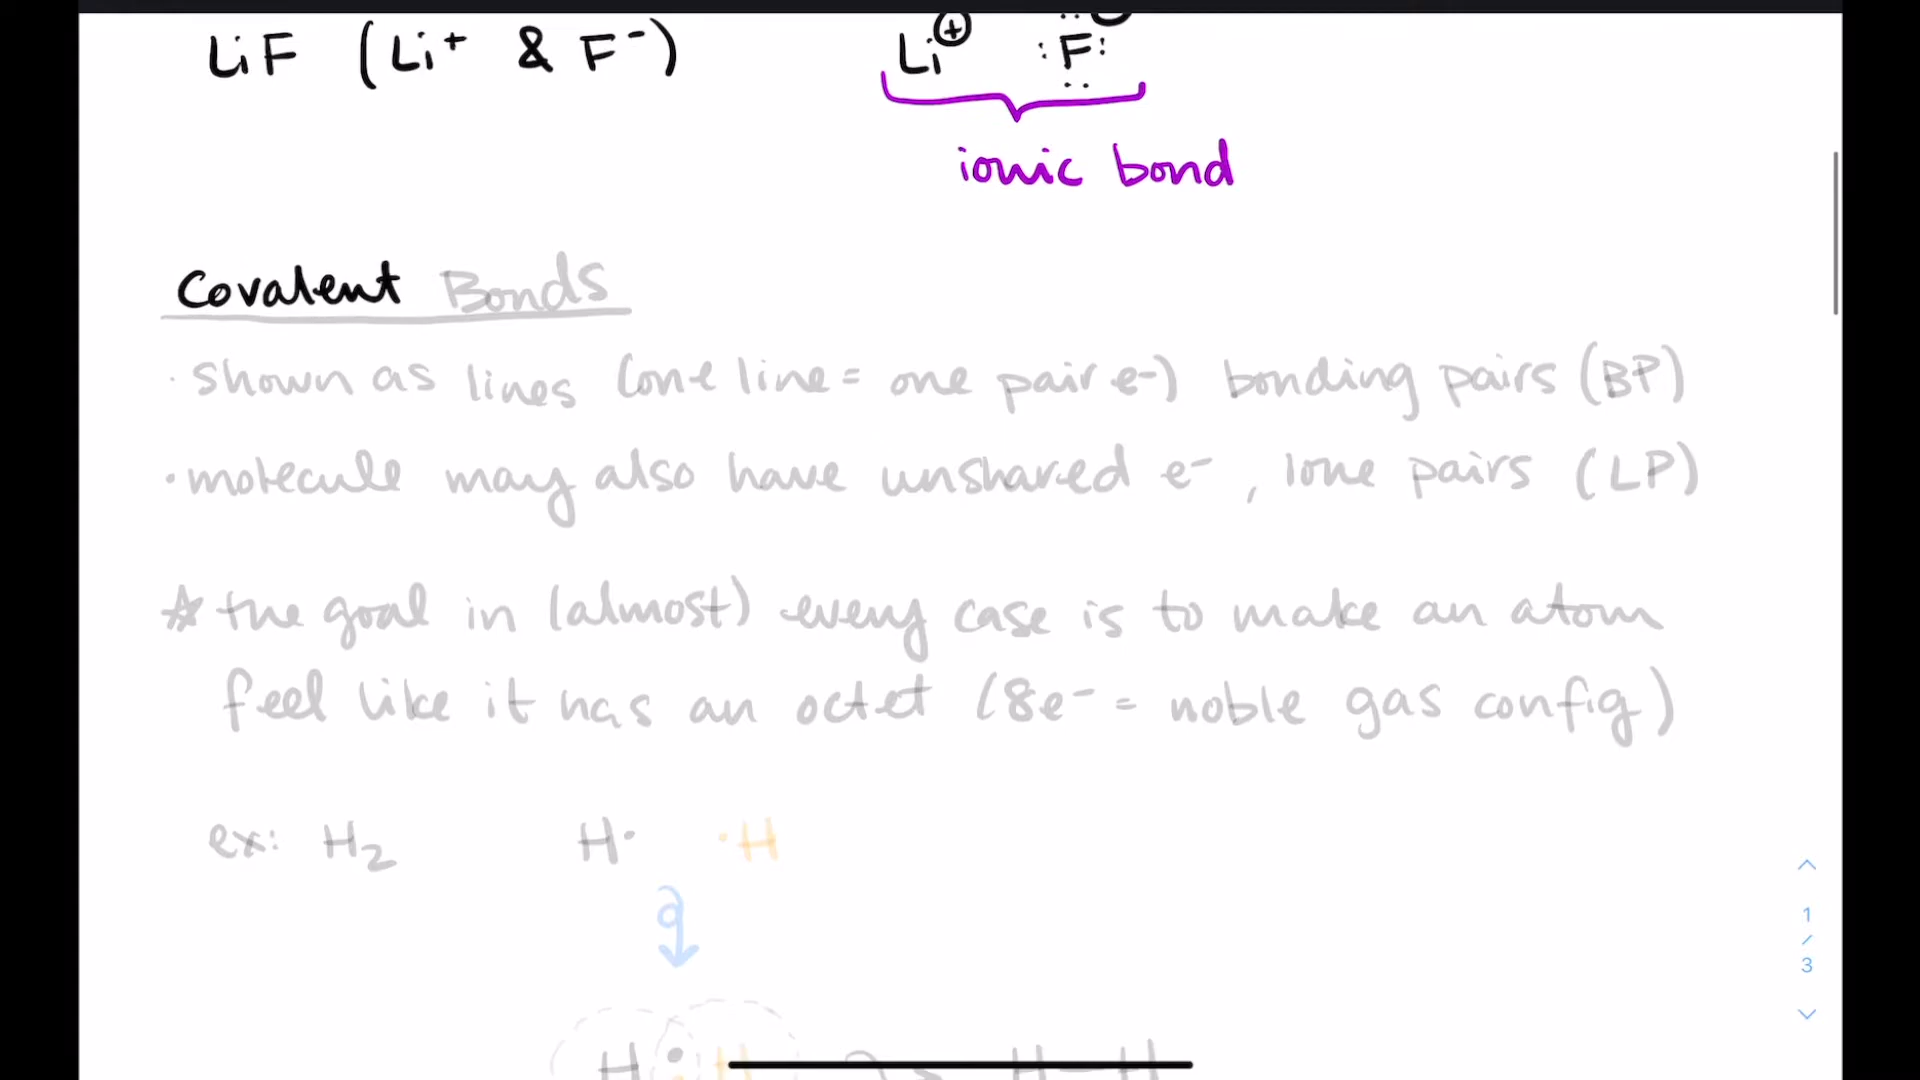 LiF (Li⁺ & F⁻) Li⊕ :F:
ionic bond
Covalent Bonds
· shown as lines (one line = one pair e⁻) bonding pairs (BP)
· molecule may also have unshared e⁻, lone pairs (LP)
☆ the goal in (almost) every case is to make an atom
feel like it has an octet (8e⁻ = noble gas config)
ex: H₂ H· ·H
1
/
3
H : H H—H